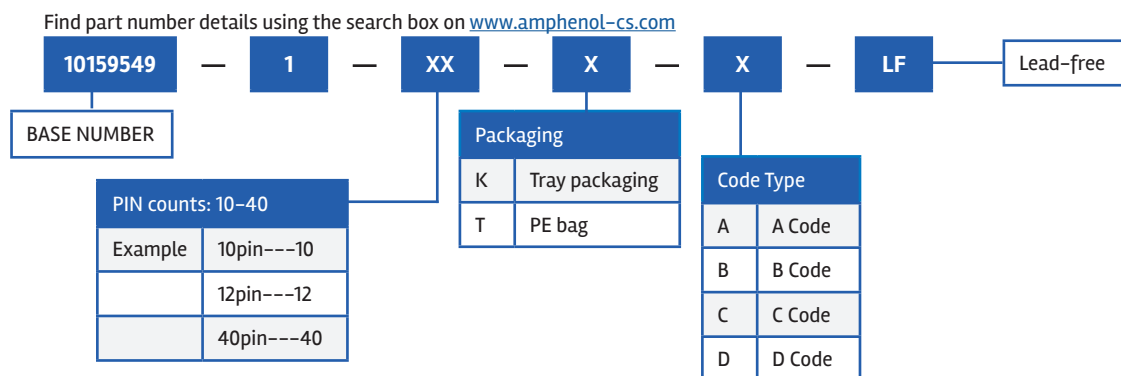 Find part number details using the search box on www.amphenol-cs.com
10159549 — 1 — XX — X — X — LF Lead-free
BASE NUMBER
PIN counts: 10-40
Example 10pin---10
12pin---12
40pin---40
Packaging
K Tray packaging
T PE bag
Code Type
A A Code
B B Code
C C Code
D D Code